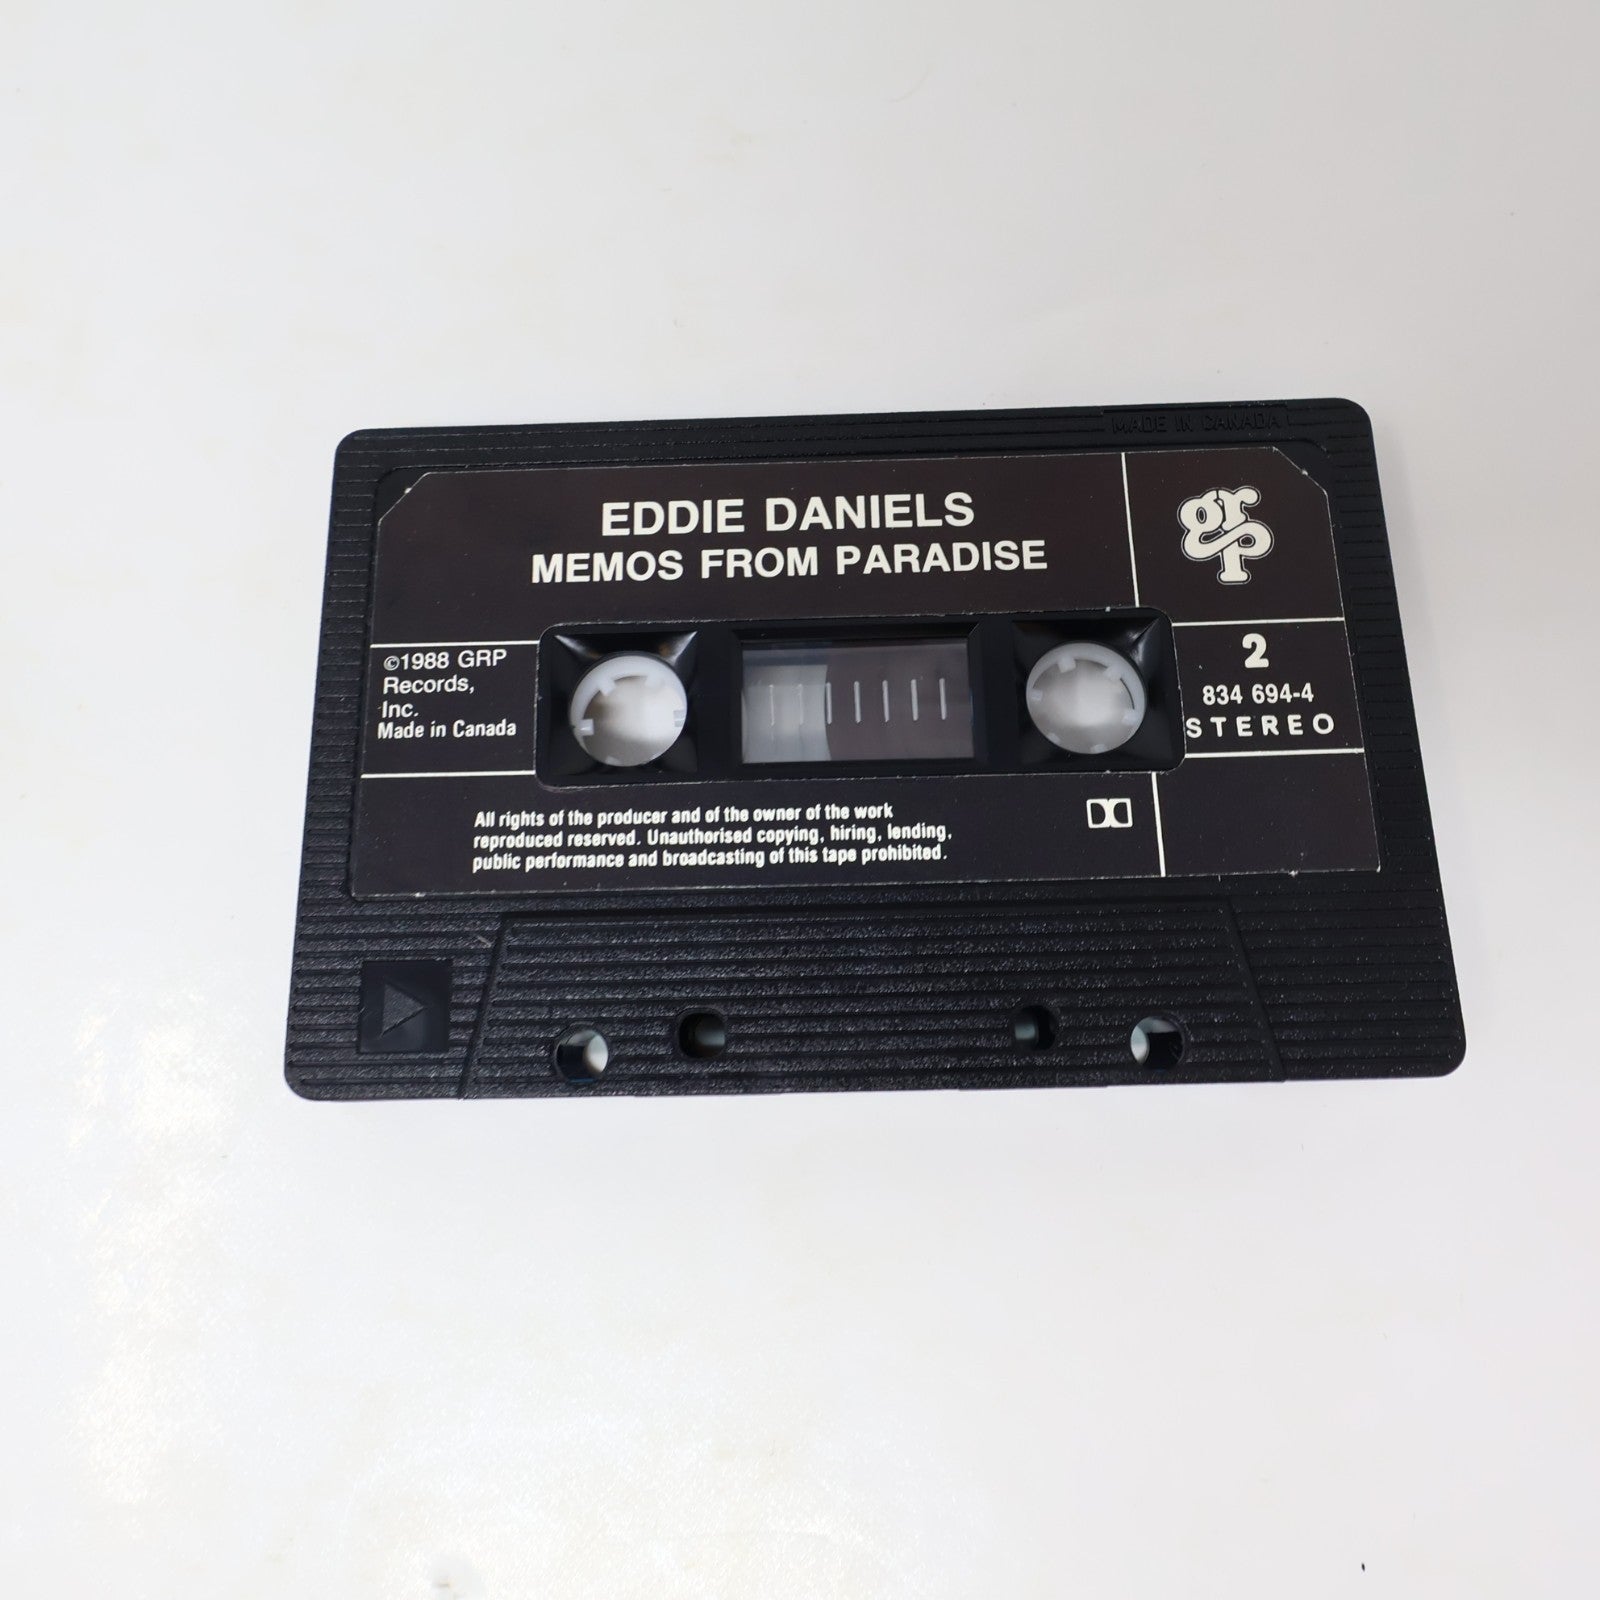 MADE IN CANADA
EDDIE DANIELS
MEMOS FROM PARADISE
grp
©1988 GRP
Records,
Inc.
Made in Canada
2
834 694-4
STEREO
All rights of the producer and of the owner of the work
reproduced reserved. Unauthorised copying, hiring, lending,
public performance and broadcasting of this tape prohibited.